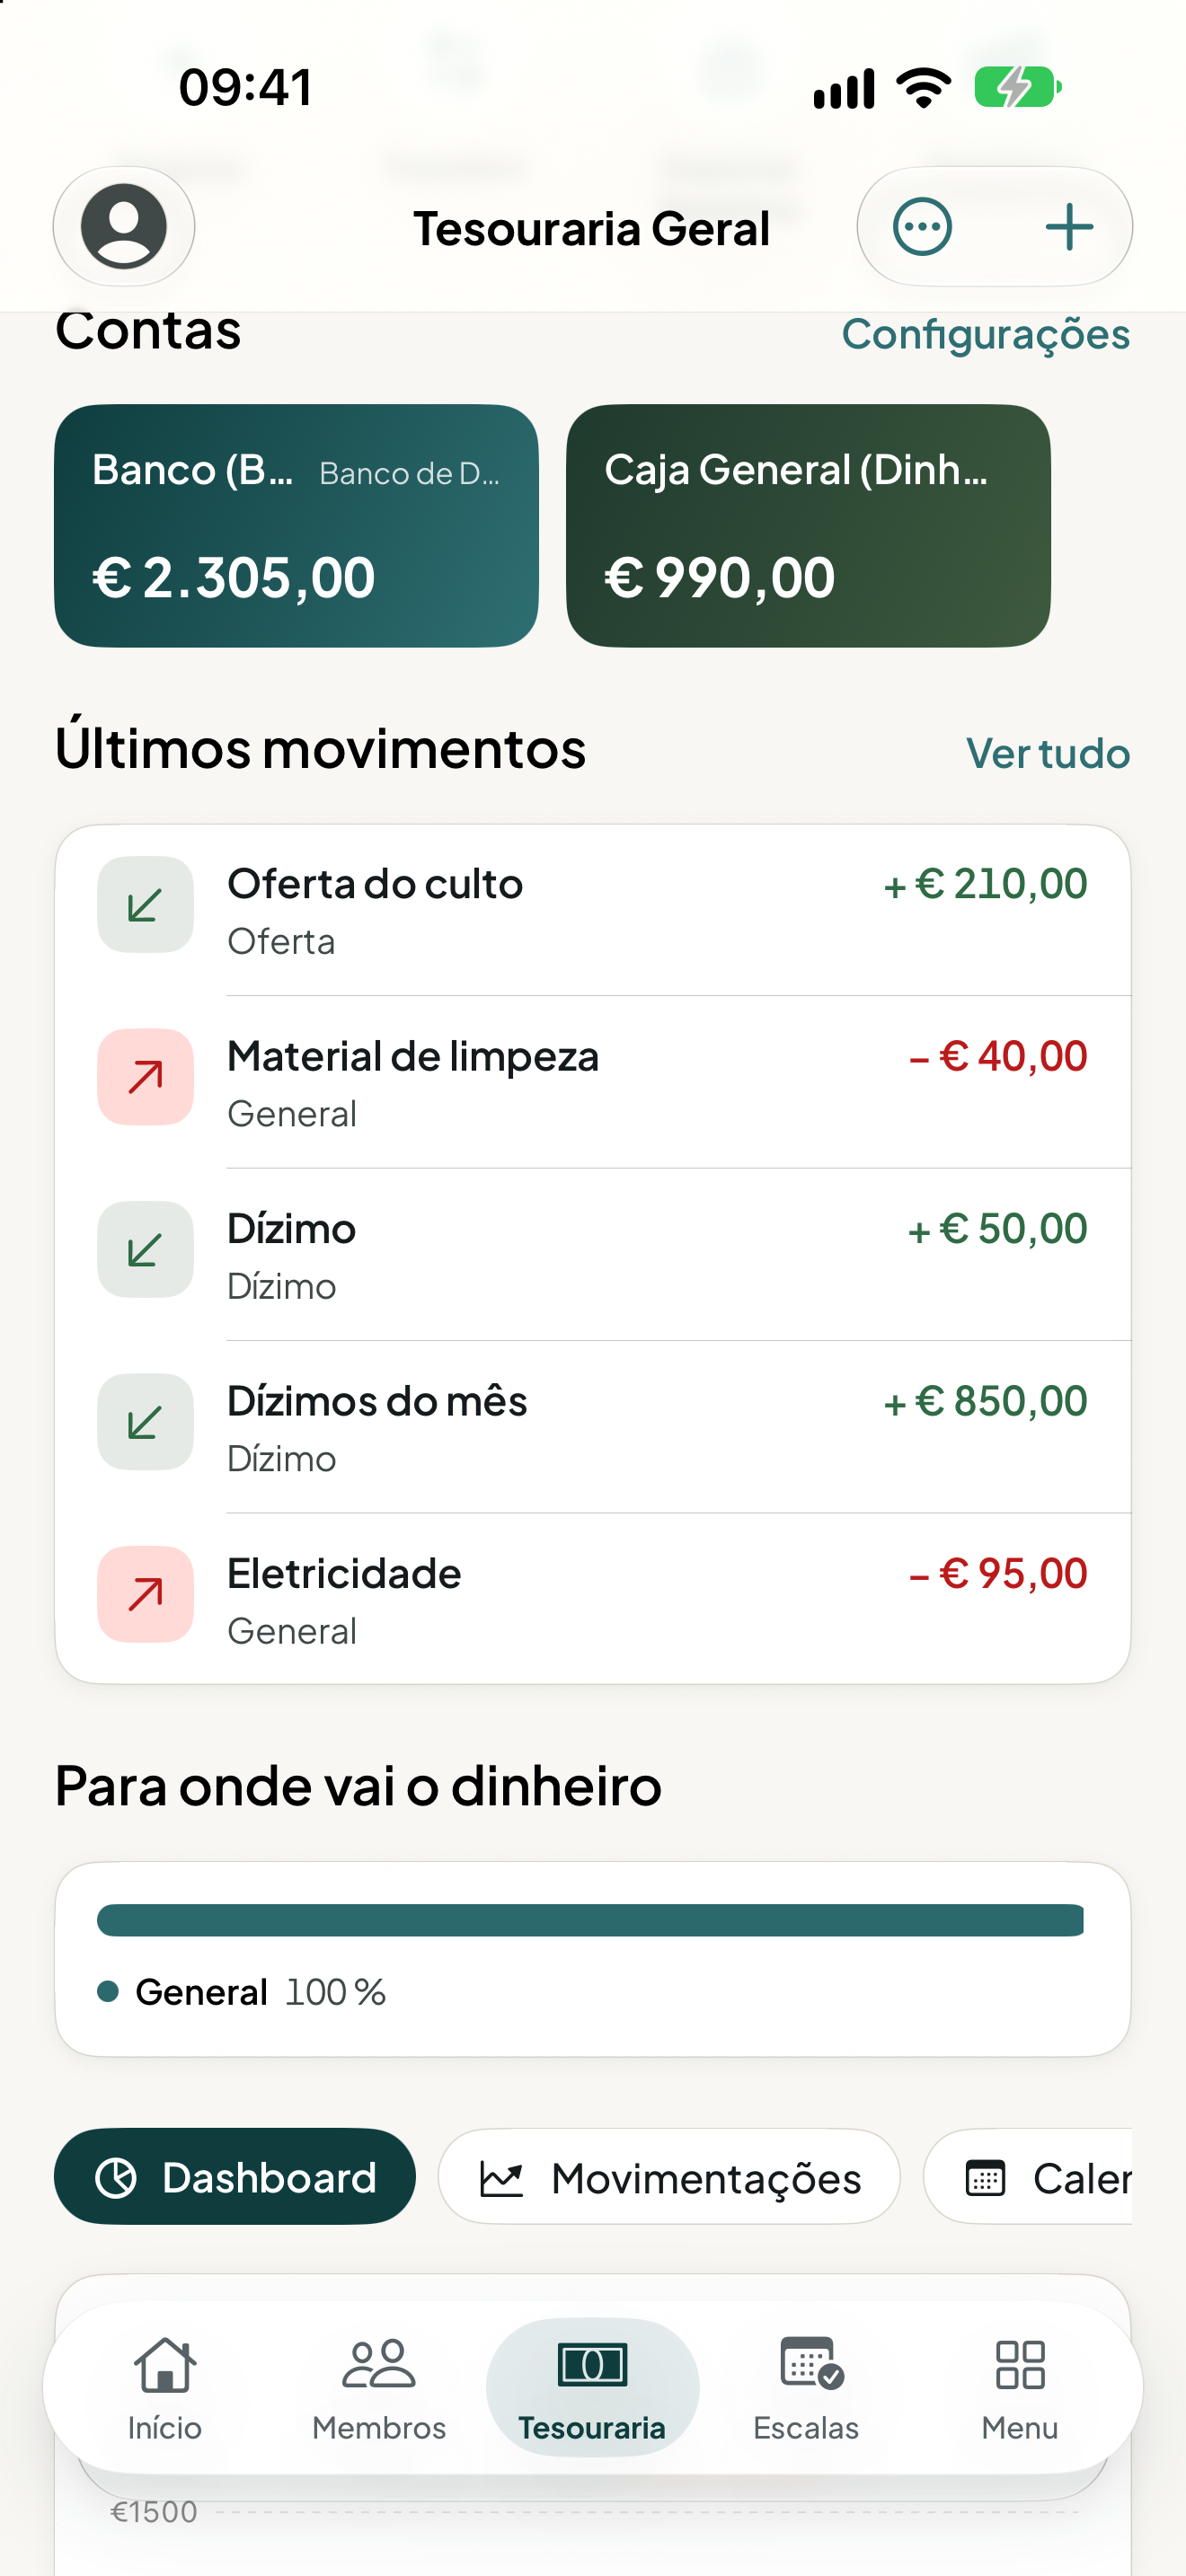 09:41
Tesouraria Geral
Contas
Configurações
Banco (B... Banco de D...
€ 2.305,00
Caja General (Dinh...
€ 990,00
Últimos movimentos
Ver tudo
Oferta do culto
+ € 210,00
Oferta
Material de limpeza
– € 40,00
General
Dízimo
+ € 50,00
Dízimo
Dízimos do mês
+ € 850,00
Dízimo
Eletricidade
– € 95,00
General
Para onde vai o dinheiro
General 100 %
Dashboard
Movimentações
Caler
Início
Membros
Tesouraria
Escalas
Menu
€1500